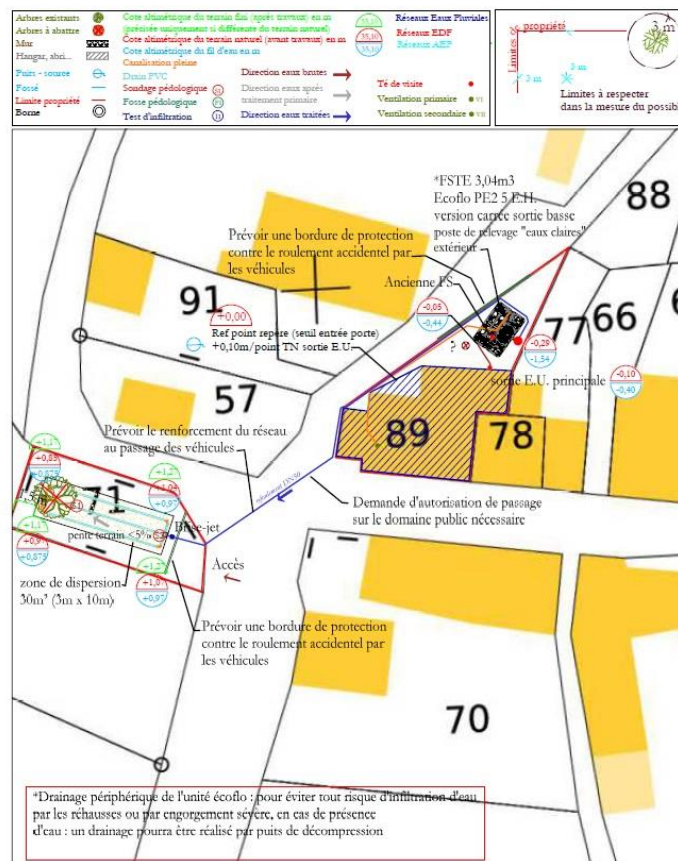 Arbres existants
Arbres à abattre
Mur
Hangar, abri...
Puits - source
Fossé
Limite propriété
Borne
Cote altimétrique du terrain fini (après travaux) en m
(précisée uniquement si différente du terrain naturel)
Cote altimétrique du terrain naturel (avant travaux) en m
Cote altimétrique du fil d'eau en m
Canalisation pleine
Drain PVC
Sondage pédologique
Fosse pédologique
Test d'infiltration
35,10
35,10
Réseaux Eaux Pluviales
Réseaux EDF
Réseaux AEP
Direction eaux brutes
Direction eaux après
traitement primaire
Direction eaux traitées
Té de visite
Ventilation primaire
Ventilation secondaire
Limites
propriété
3 m
3 m
3 m
Limites à respecter
dans la mesure du possible
*FSTE 3,04m3
Ecoflo PE2 5 E.H.
version carrée sortie basse
poste de relevage "eaux claires"
extérieur
88
Prévoir une bordure de protection
contre le roulement accidentel par
les véhicules
Ancienne FS
91
+0,00
Ref point repère (seuil entrée porte)
+0,10m/point TN sortie E.U.
-0,05
-0,44
?
-0,29
-1,54
77
66
6
sortie E.U. principale
-0,10
-0,40
57
89
78
Prévoir le renforcement du réseau
au passage des véhicules
refoulement DN50
Demande d'autorisation de passage
sur le domaine public nécessaire
+0,875
71
+1,2
+0,97
pente terrain <5%
Brise-jet
+0,9
+0,875
zone de dispersion
30m² (3m x 10m)
+1,2
+1,0
+0,97
Accès
Prévoir une bordure de protection
contre le roulement accidentel par
les véhicules
70
*Drainage périphérique de l'unité écoflo : pour éviter tout risque d'infiltration d'eau
par les réhausses ou par engorgement sévère, en cas de présence
d'eau : un drainage pourra être réalisé par puits de décompression